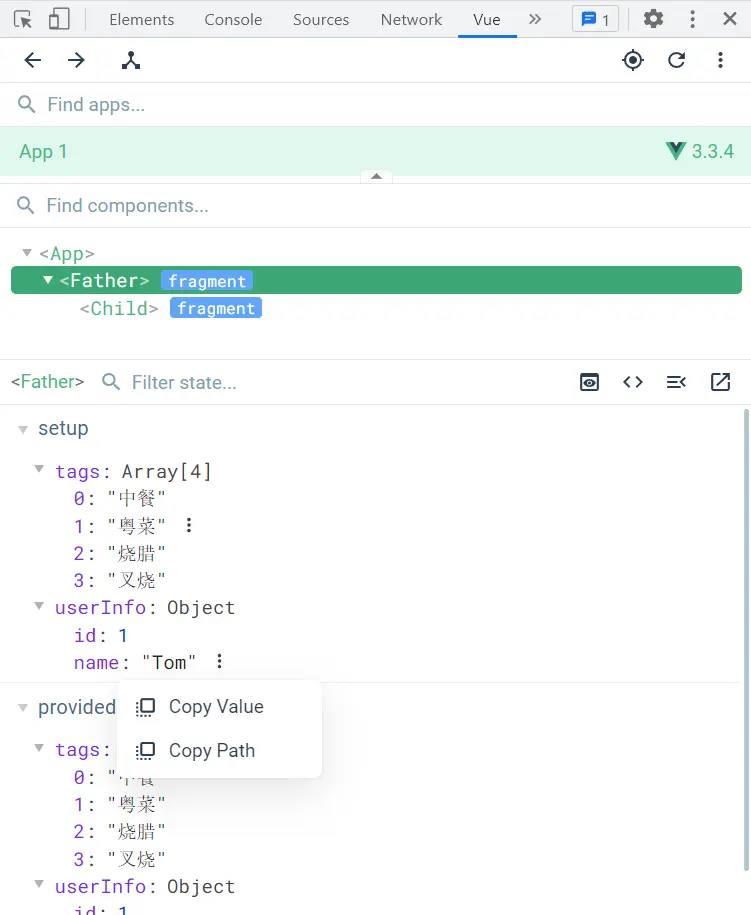 Elements Console Sources Network Vue 1
Find apps...
App 1 3.3.4
Find components...
<App>
<Father> fragment
<Child> fragment
<Father> Filter state...
setup
tags: Array[4]
0: "中餐"
1: "粤菜"
2: "烧腊"
3: "叉烧"
userInfo: Object
id: 1
name: "Tom"
provided
Copy Value
Copy Path
tags:
0: "中餐"
1: "粤菜"
2: "烧腊"
3: "叉烧"
userInfo: Object
id: 1